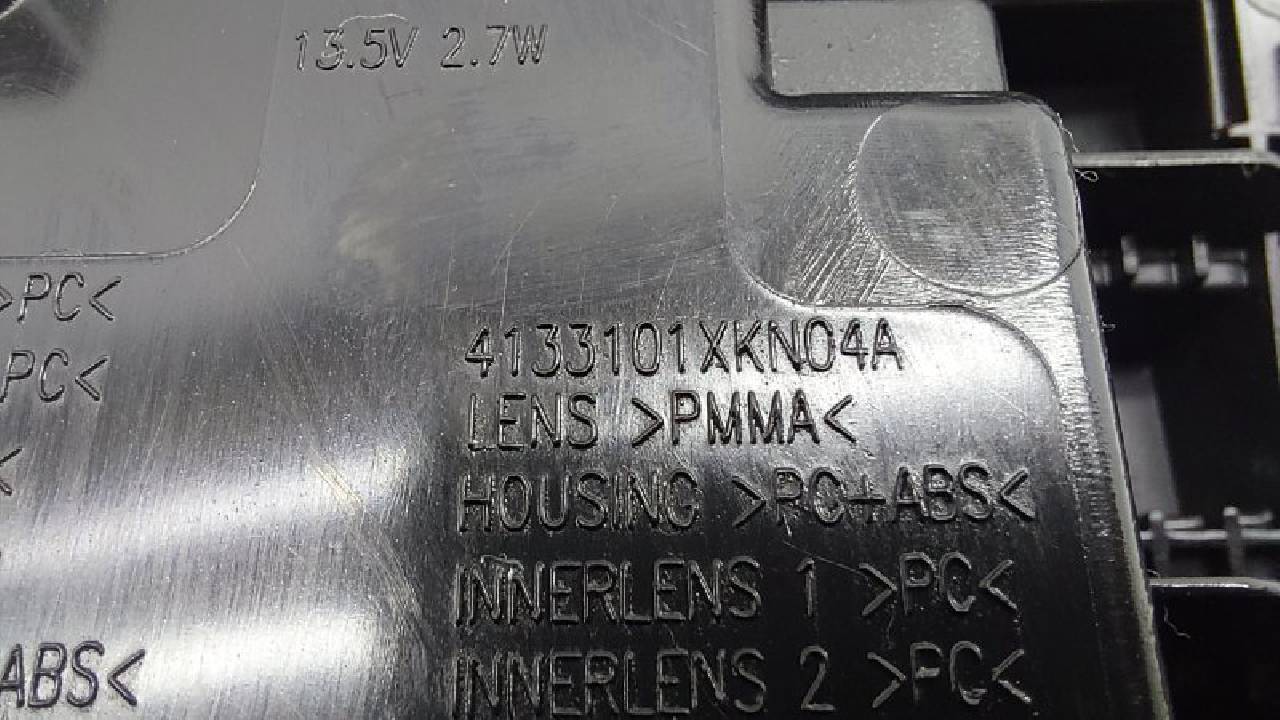 13.5V 2.7W
>PC<
>PC<
<
ABS<
4133101XKN04A
LENS >PMMA<
HOUSING >PC+ABS<
INNERLENS 1 >PC<
INNERLENS 2 >PC<